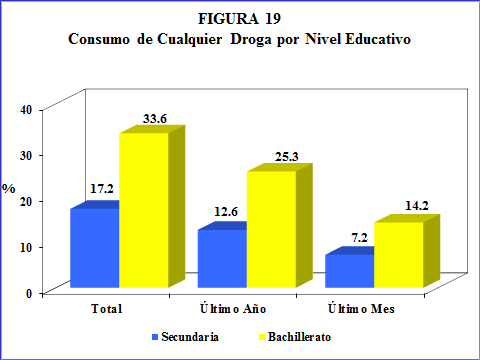 FIGURA 19
Consumo de Cualquier Droga por Nivel Educativo
40
30
20
10
0
%
17.2
33.6
12.6
25.3
7.2
14.2
Total
Último Año
Último Mes
Secundaria
Bachillerato